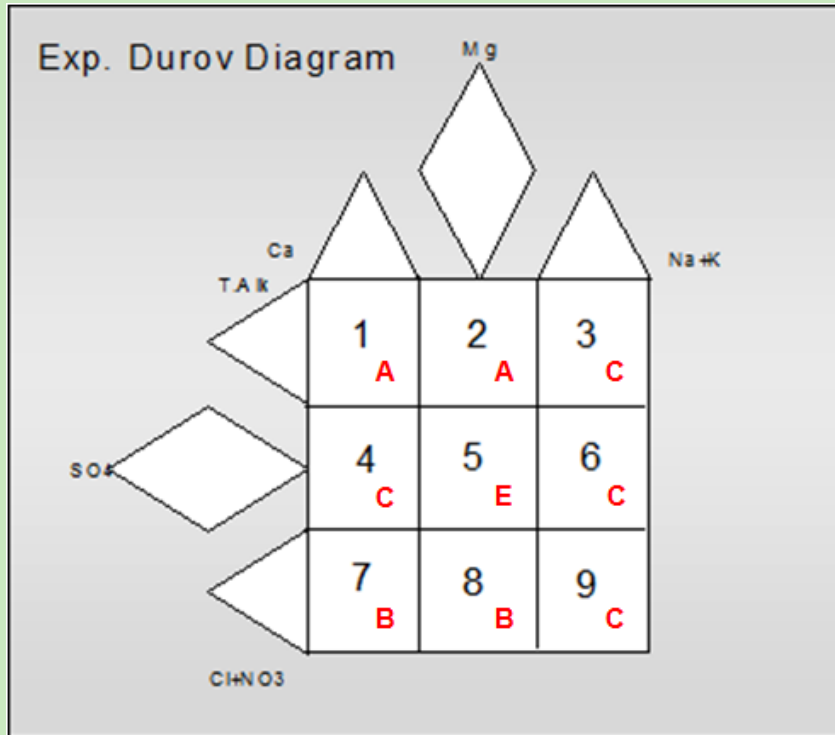 Exp. Durov Diagram
Mg
Ca
Na+K
T.Alk
1 2 3
A A C
SO4
4 5 6
C E C
7 8 9
B B C
Cl+NO3